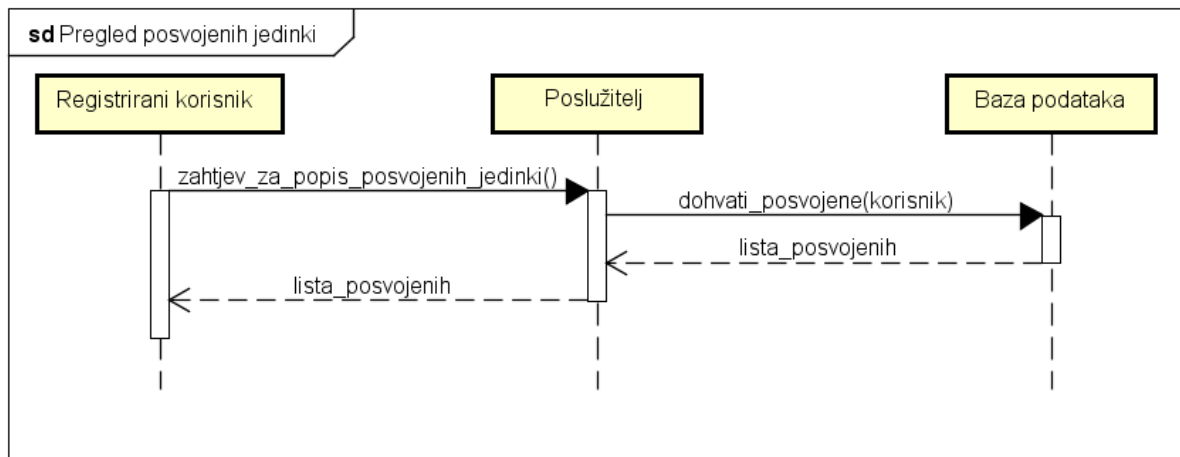 sd Pregled posvojenih jedinki
Registrirani korisnik
Poslužitelj
Baza podataka
zahtjev_za_popis_posvojenih_jedinki()
dohvati_posvojene(korisnik)
lista_posvojenih
lista_posvojenih